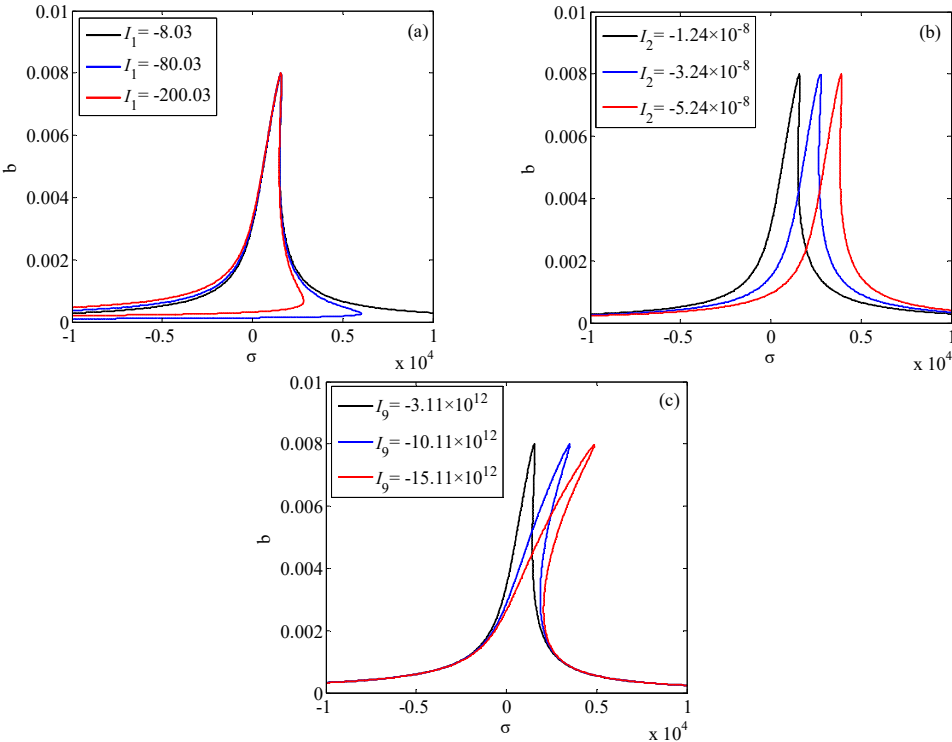 (a)
I1= -8.03
I1= -80.03
I1= -200.03
0.01
0.008
0.006
0.004
0.002
0
b
-1 -0.5 0 0.5 1
σ
x 10^4
(b)
I2= -1.24×10^-8
I2= -3.24×10^-8
I2= -5.24×10^-8
0.01
0.008
0.006
0.004
0.002
0
b
-1 -0.5 0 0.5 1
σ
x 10^4
(c)
I9= -3.11×10^12
I9= -10.11×10^12
I9= -15.11×10^12
0.01
0.008
0.006
0.004
0.002
0
b
-1 -0.5 0 0.5 1
σ
x 10^4